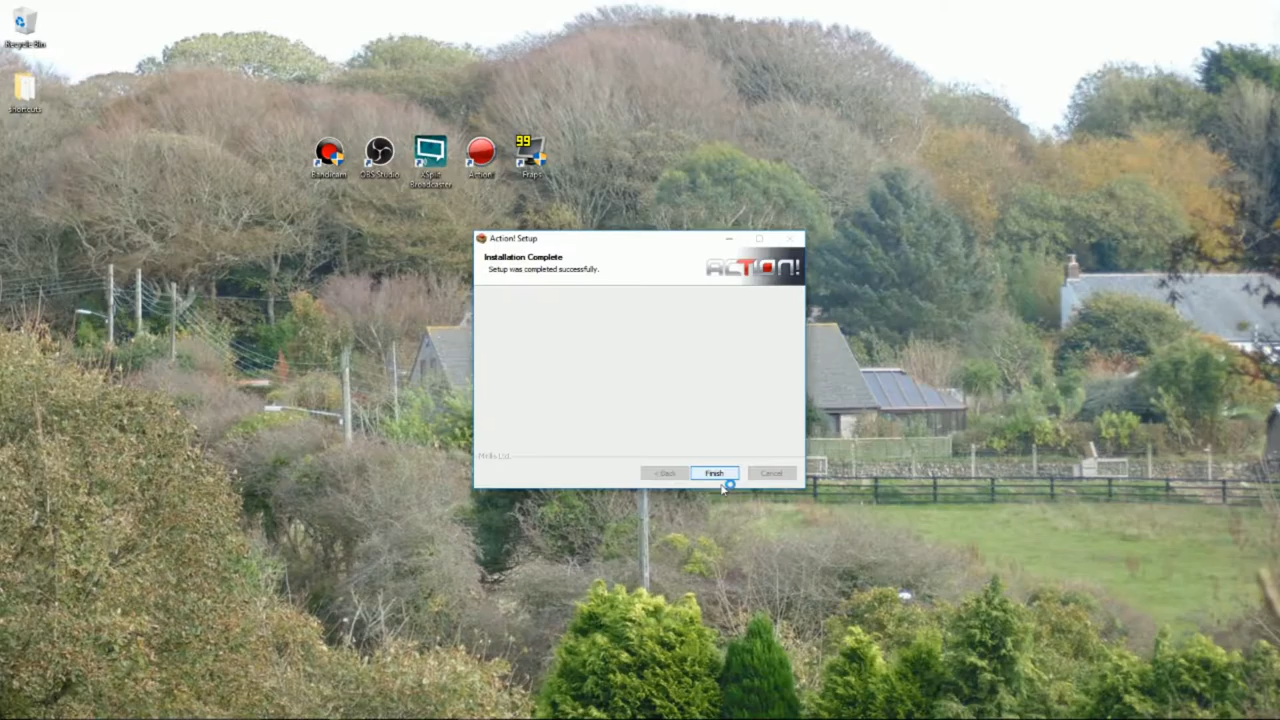 Recycle Bin
shortcuts
Bandicam
OBS Studio
XSplit
Broadcaster
Action!
99
Fraps
Action! Setup
Installation Complete
Setup was completed successfully.
ACTION!
Mirillis Ltd.
< Back
Finish
Cancel